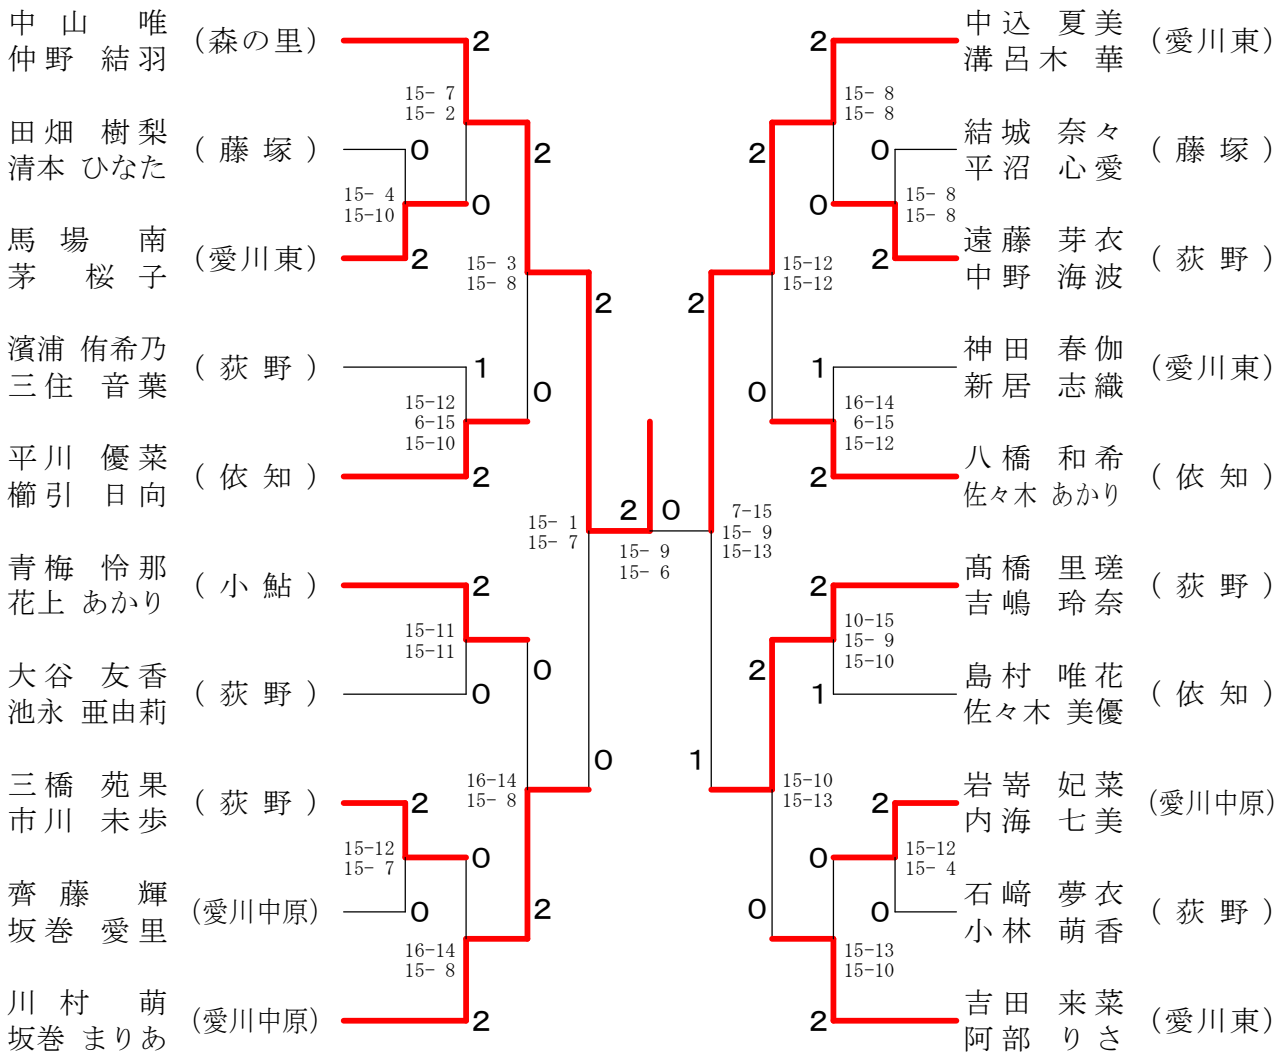 中山 唯
仲野 結羽
(森の里)
2
15- 7
15- 2
田畑 樹梨
清本 ひなた
(藤塚)
0
15- 4
15-10
0
2
馬場 南
茅 桜子
(愛川東)
2
15- 3
15- 8
2
濱浦 侑希乃
三住 音葉
(荻野)
1
15-12
6-15
15-10
0
平川 優菜
櫛引 日向
(依知)
2
15- 1
15- 7
2
0
15- 9
15- 6
青梅 怜那
花上 あかり
(小鮎)
2
15-11
15-11
0
大谷 友香
池永 亜由莉
(荻野)
0
0
三橋 苑果
市川 未歩
(荻野)
2
16-14
15- 8
15-12
15- 7
0
齊藤 輝
坂巻 愛里
(愛川中原)
0
2
16-14
15- 8
川村 萌
坂巻 まりあ
(愛川中原)
2
中込 夏美
溝呂木 華
(愛川東)
2
15- 8
15- 8
結城 奈々
平沼 心愛
(藤塚)
0
15- 8
15- 8
0
2
遠藤 芽衣
中野 海波
(荻野)
2
15-12
15-12
2
神田 春伽
新居 志織
(愛川東)
1
16-14
6-15
15-12
0
八橋 和希
佐々木 あかり
(依知)
2
7-15
15- 9
15-13
髙橋 里瑳
吉嶋 玲奈
(荻野)
2
10-15
15- 9
15-10
2
島村 唯花
佐々木 美優
(依知)
1
1
15-10
15-13
岩嵜 妃菜
内海 七美
(愛川中原)
2
15-12
15- 4
0
石﨑 夢衣
小林 萌香
(荻野)
0
0
15-13
15-10
吉田 来菜
阿部 りさ
(愛川東)
2